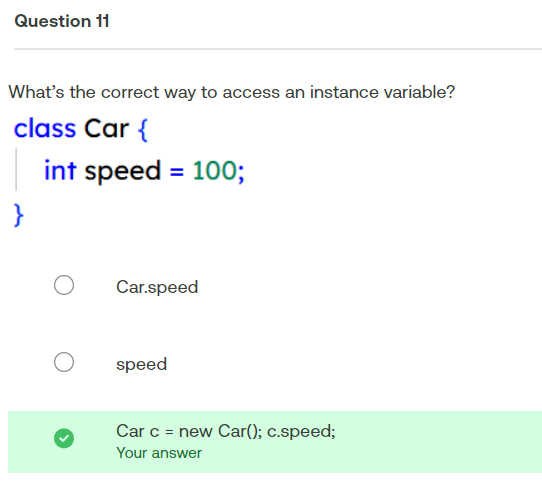 Question 11
What's the correct way to access an instance variable?
class Car {
int speed = 100;
}
Car.speed
speed
Car c = new Car(); c.speed;
Your answer